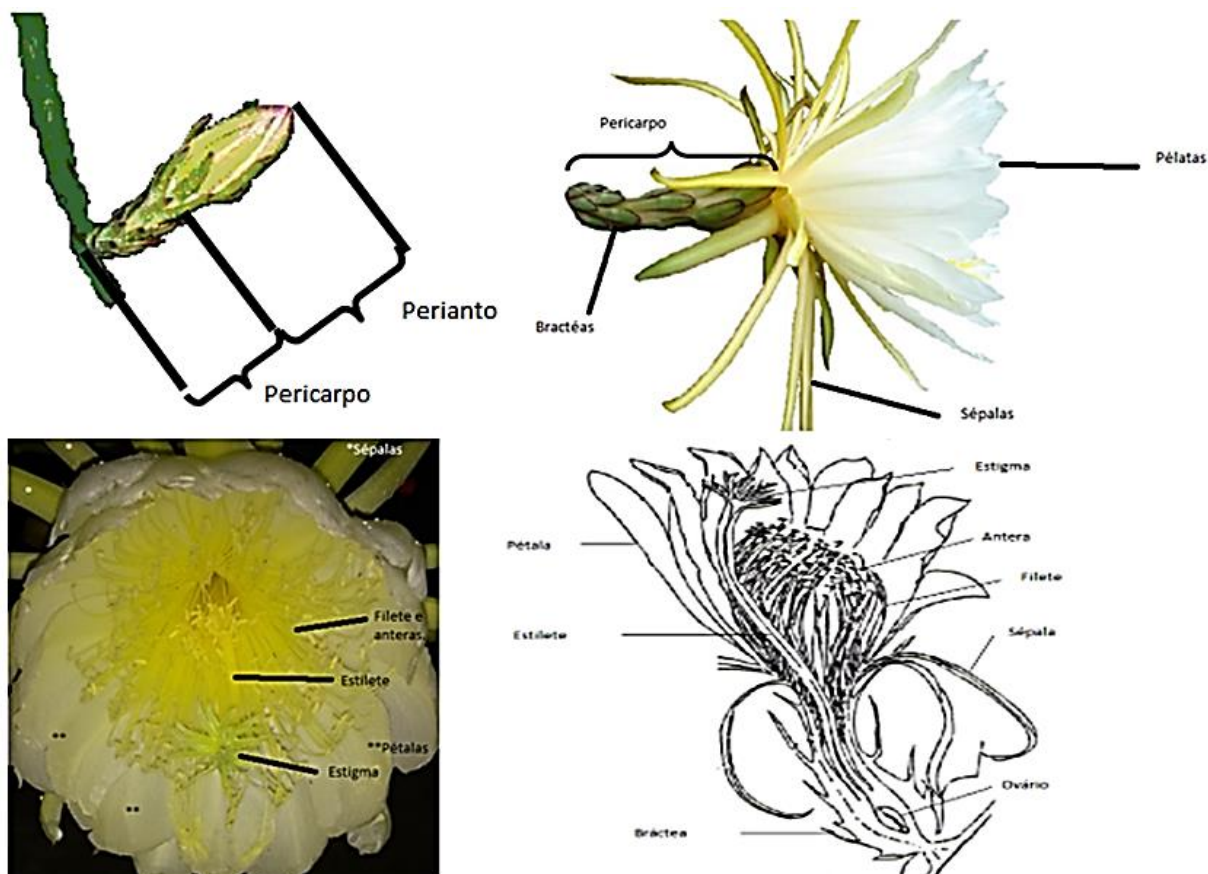 Perianto
Pericarpo
Pericarpo
Pélatas
Bractéas
Sépalas
*Sépalas
*
*
Filete e
anteras.
Estilete
**
**Pétalas
Estigma
**
Estigma
Pétala
Antera
Filete
Estilete
Sépala
Ovário
Bráctea